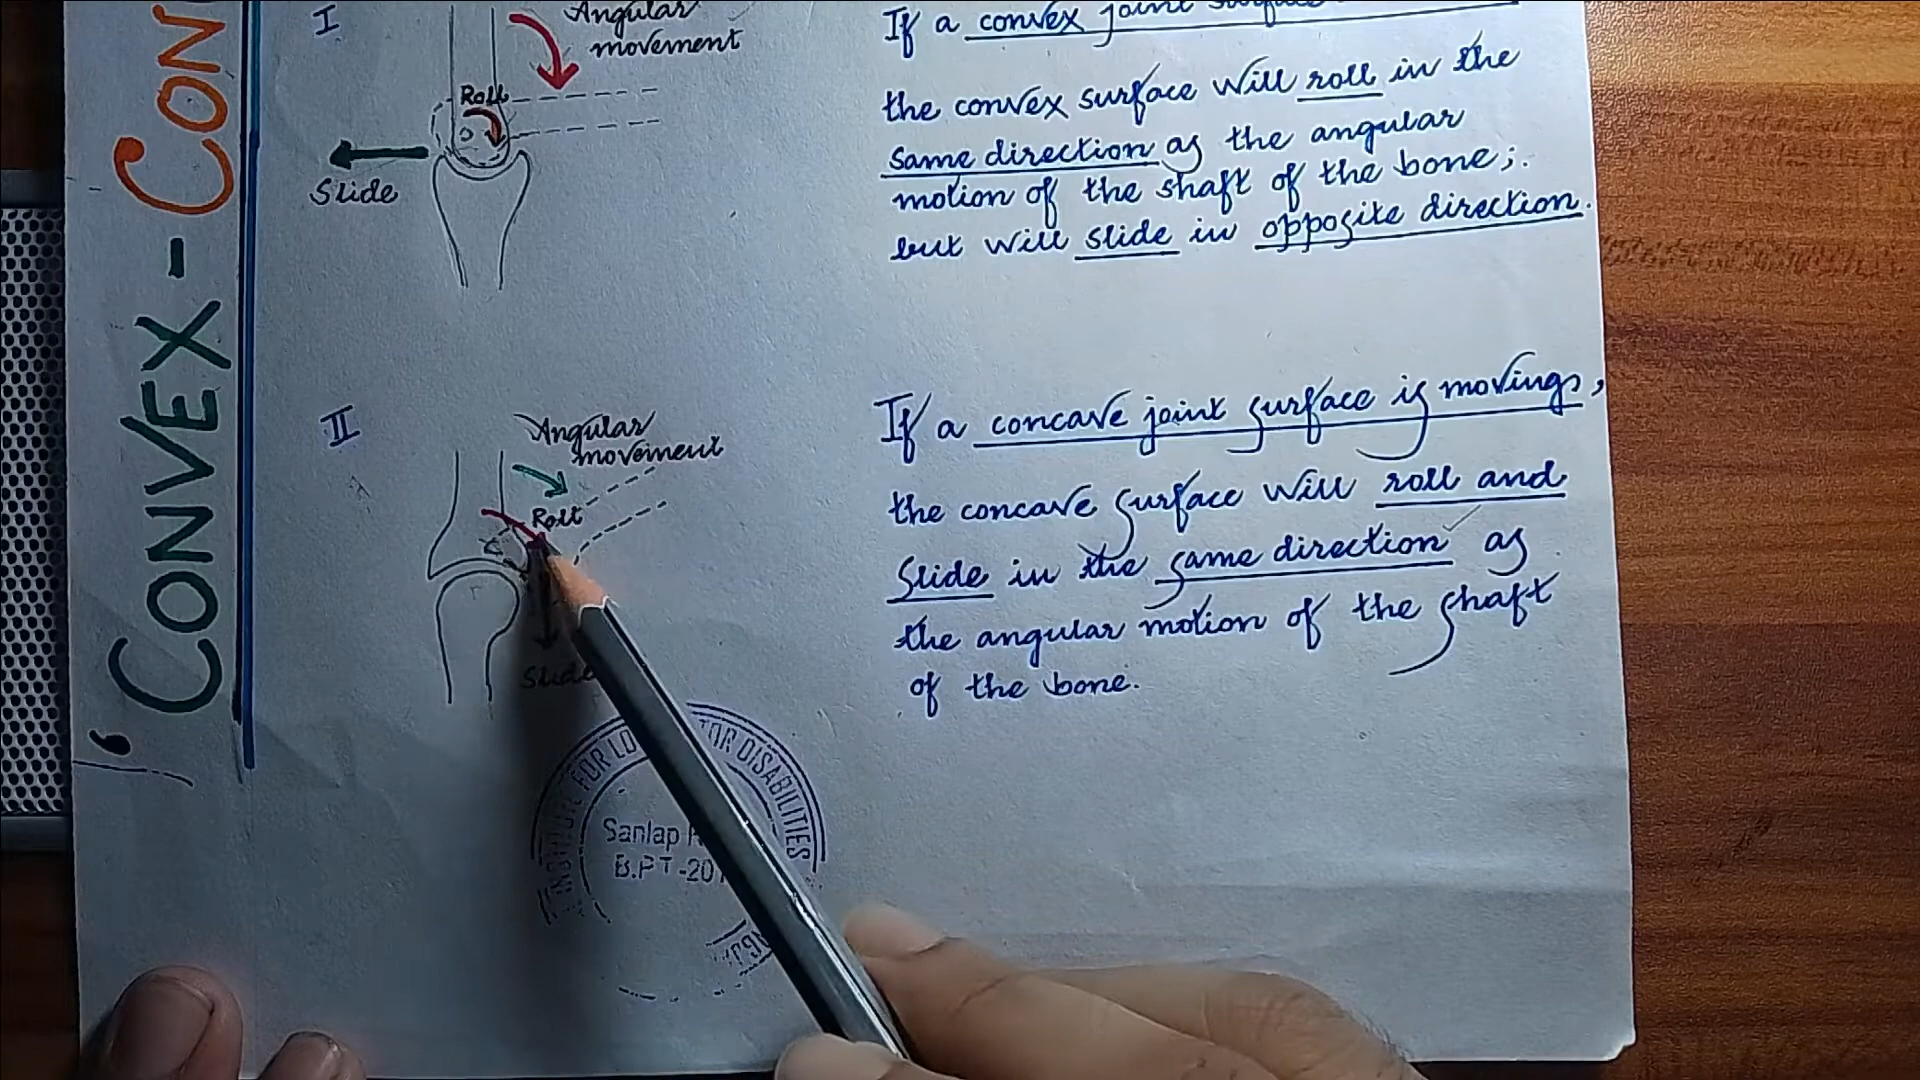 CONVEX - CON
I
Angular
movement
Roll
Slide
If a convex joint surface
the convex surface will roll in the
same direction as the angular
motion of the shaft of the bone;.
but will slide in opposite direction.
II
Angular
movement
Roll
Slide
If a concave joint surface is movings,
the concave surface will roll and
Slide in the same direction as
the angular motion of the shaft
of the bone.
FOR DISABILITIES
Sanlap
B.PT-20